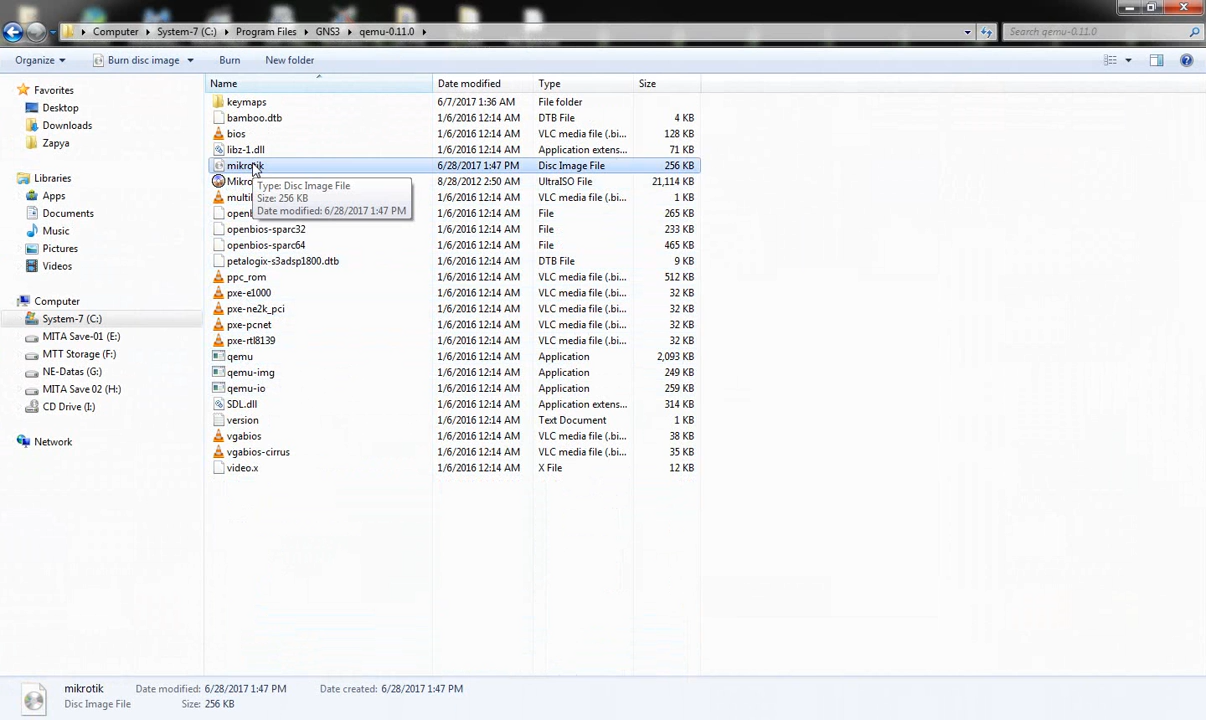 Computer ▸ System-7 (C:) ▸ Program Files ▸ GNS3 ▸ qemu-0.11.0 ▸
Search qemu-0.11.0
Organize ▾ Burn disc image ▾ Burn New folder
Name Date modified Type Size
Favorites
Desktop
Downloads
Zapya
Libraries
Apps
Documents
Music
Pictures
Videos
Computer
System-7 (C:)
MITA Save-01 (E:)
MTT Storage (F:)
NE-Datas (G:)
MITA Save 02 (H:)
CD Drive (I:)
Network
keymaps 6/7/2017 1:36 AM File folder
bamboo.dtb 1/6/2016 12:14 AM DTB File 4 KB
bios 1/6/2016 12:14 AM VLC media file (.bi... 128 KB
libz-1.dll 1/6/2016 12:14 AM Application extens... 71 KB
mikrotik 6/28/2017 1:47 PM Disc Image File 256 KB
Mikro 8/28/2012 2:50 AM UltraISO File 21,114 KB
multi 1/6/2016 12:14 AM VLC media file (.bi... 1 KB
open 1/6/2016 12:14 AM File 265 KB
openbios-sparc32 1/6/2016 12:14 AM File 233 KB
openbios-sparc64 1/6/2016 12:14 AM File 465 KB
petalogix-s3adsp1800.dtb 1/6/2016 12:14 AM DTB File 9 KB
ppc_rom 1/6/2016 12:14 AM VLC media file (.bi... 512 KB
pxe-e1000 1/6/2016 12:14 AM VLC media file (.bi... 32 KB
pxe-ne2k_pci 1/6/2016 12:14 AM VLC media file (.bi... 32 KB
pxe-pcnet 1/6/2016 12:14 AM VLC media file (.bi... 32 KB
pxe-rtl8139 1/6/2016 12:14 AM VLC media file (.bi... 32 KB
qemu 1/6/2016 12:14 AM Application 2,093 KB
qemu-img 1/6/2016 12:14 AM Application 249 KB
qemu-io 1/6/2016 12:14 AM Application 259 KB
SDL.dll 1/6/2016 12:14 AM Application extens... 314 KB
version 1/6/2016 12:14 AM Text Document 1 KB
vgabios 1/6/2016 12:14 AM VLC media file (.bi... 38 KB
vgabios-cirrus 1/6/2016 12:14 AM VLC media file (.bi... 35 KB
video.x 1/6/2016 12:14 AM X File 12 KB
Type: Disc Image File
Size: 256 KB
Date modified: 6/28/2017 1:47 PM
mikrotik Date modified: 6/28/2017 1:47 PM Date created: 6/28/2017 1:47 PM
Disc Image File Size: 256 KB